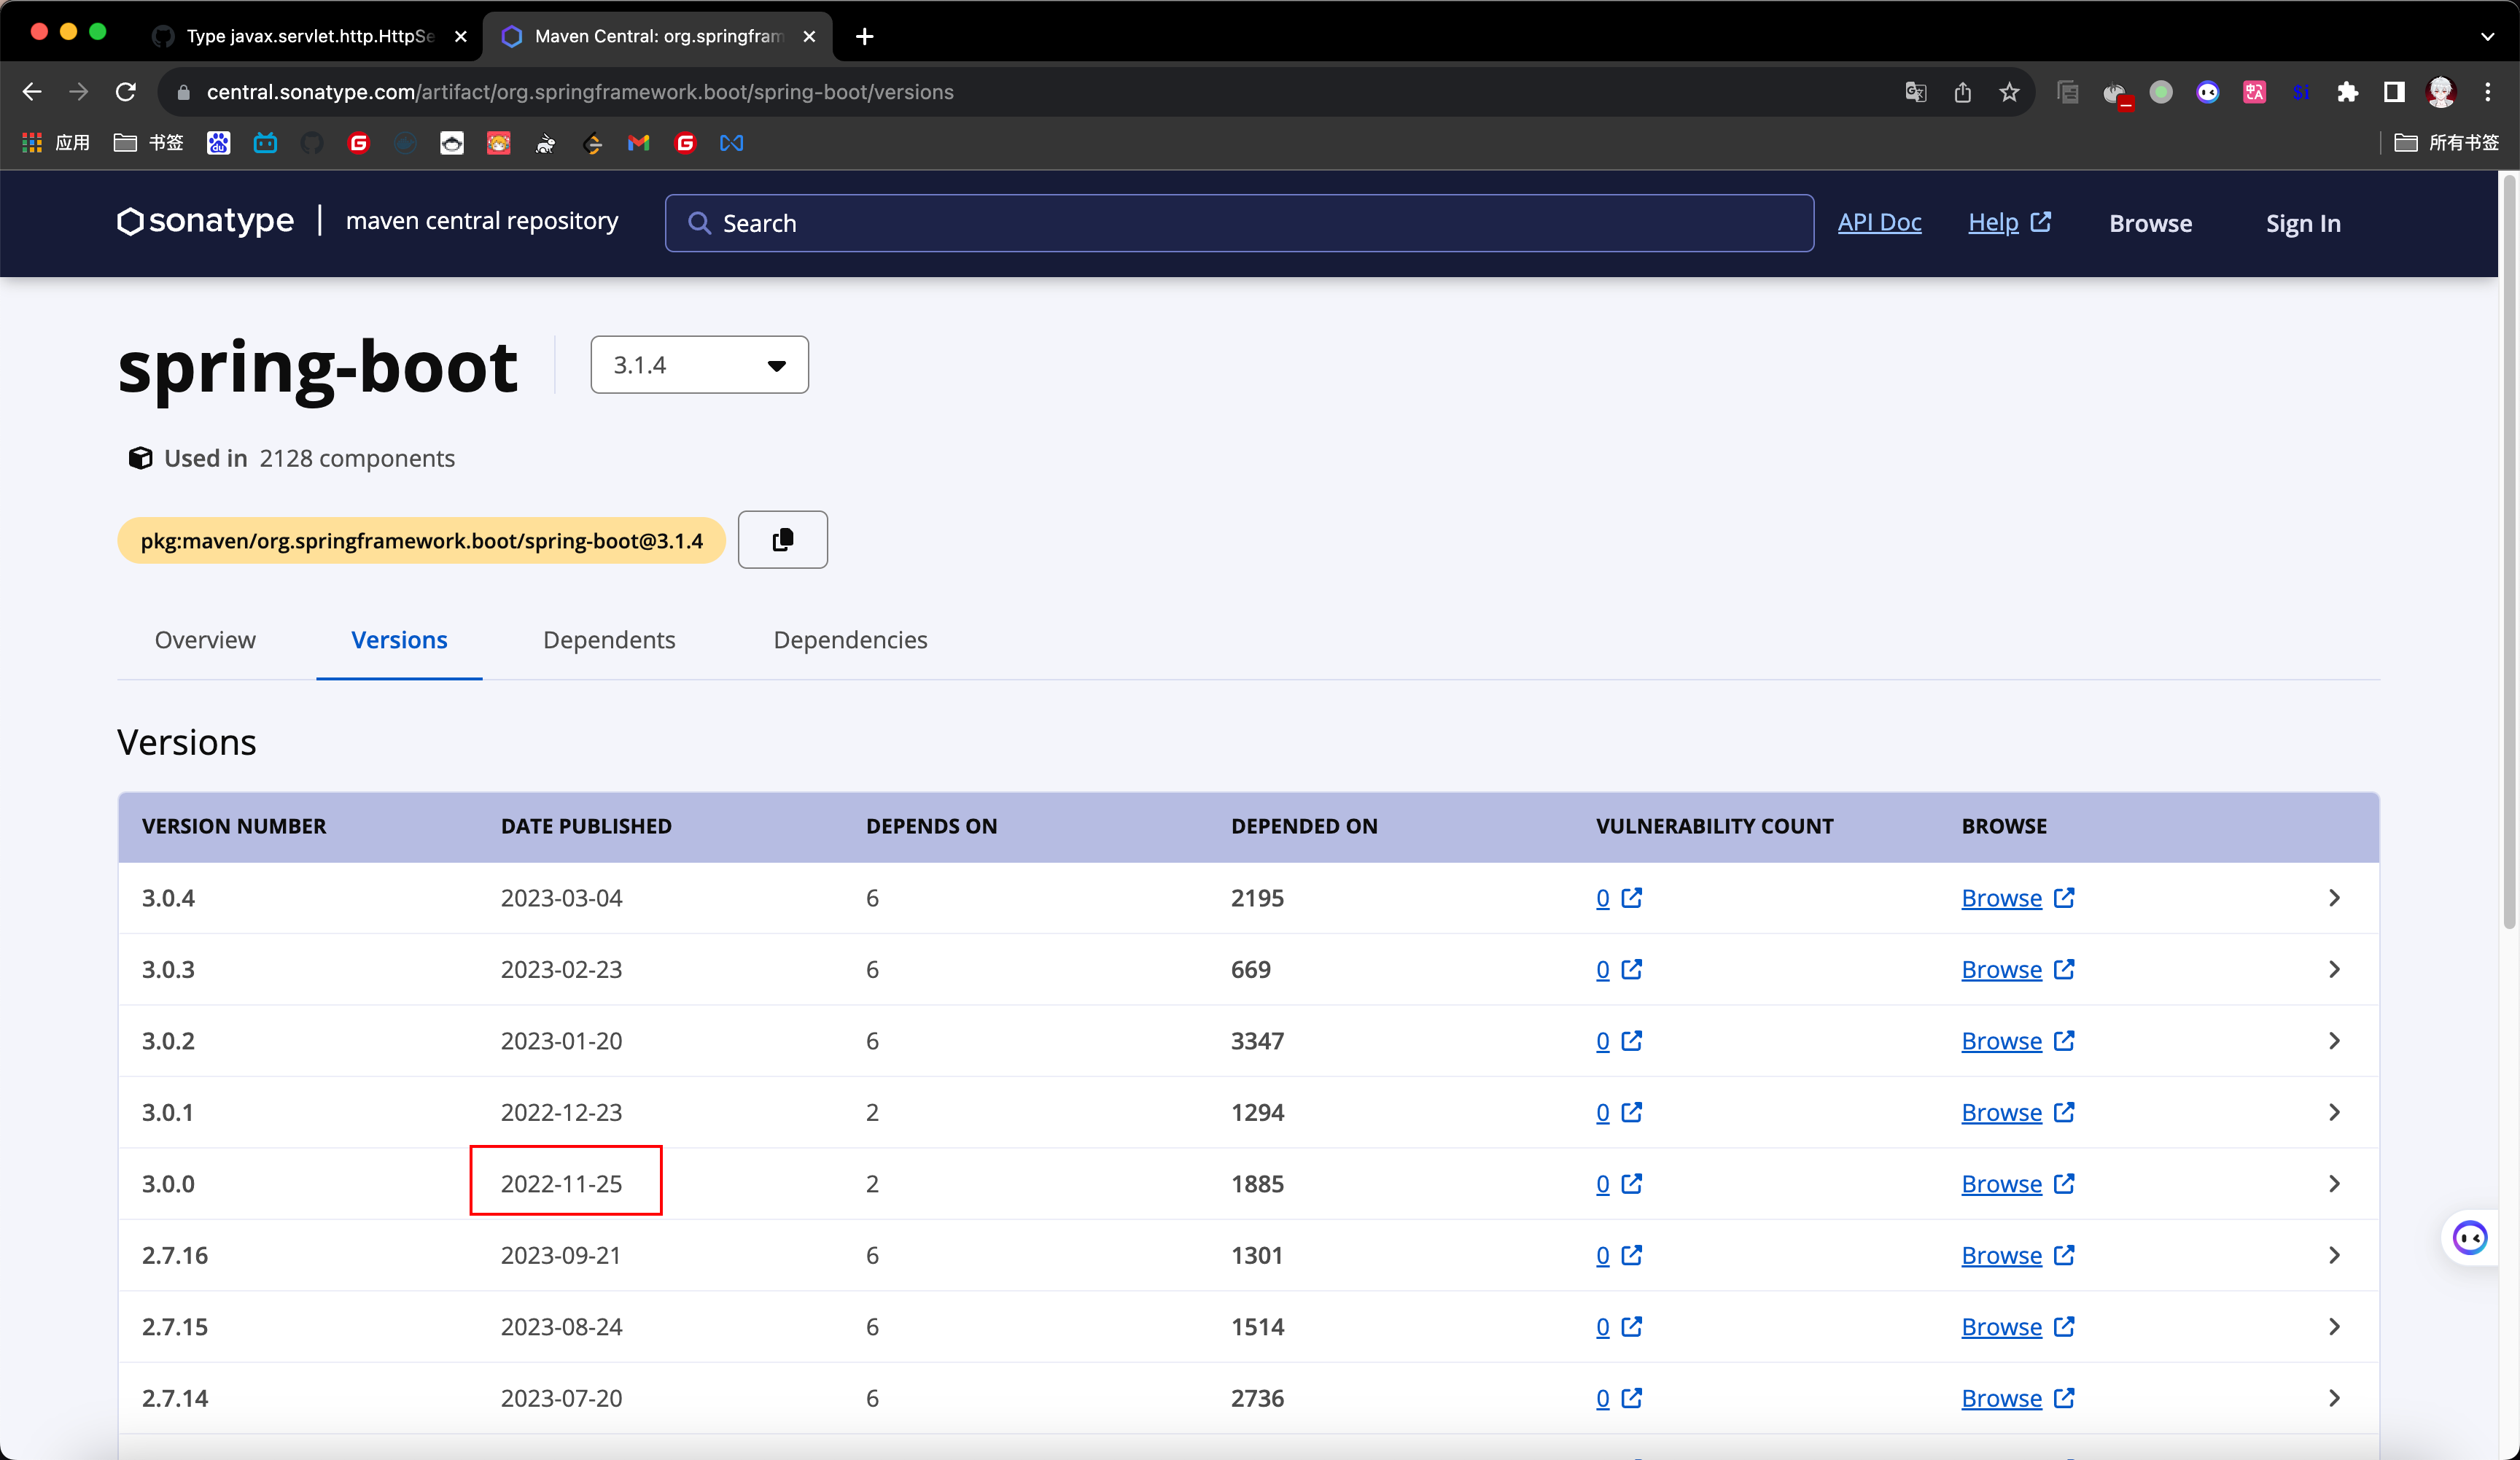 Type javax.servlet.http.HttpSe
Maven Central: org.springfram
central.sonatype.com/artifact/org.springframework.boot/spring-boot/versions
应用 书签 所有书签
sonatype | maven central repository Search API Doc Help Browse Sign In
spring-boot 3.1.4
Used in 2128 components
pkg:maven/org.springframework.boot/spring-boot@3.1.4
Overview Versions Dependents Dependencies
Versions
VERSION NUMBER DATE PUBLISHED DEPENDS ON DEPENDED ON VULNERABILITY COUNT BROWSE
3.0.4 2023-03-04 6 2195 0 Browse
3.0.3 2023-02-23 6 669 0 Browse
3.0.2 2023-01-20 6 3347 0 Browse
3.0.1 2022-12-23 2 1294 0 Browse
3.0.0 2022-11-25 2 1885 0 Browse
2.7.16 2023-09-21 6 1301 0 Browse
2.7.15 2023-08-24 6 1514 0 Browse
2.7.14 2023-07-20 6 2736 0 Browse